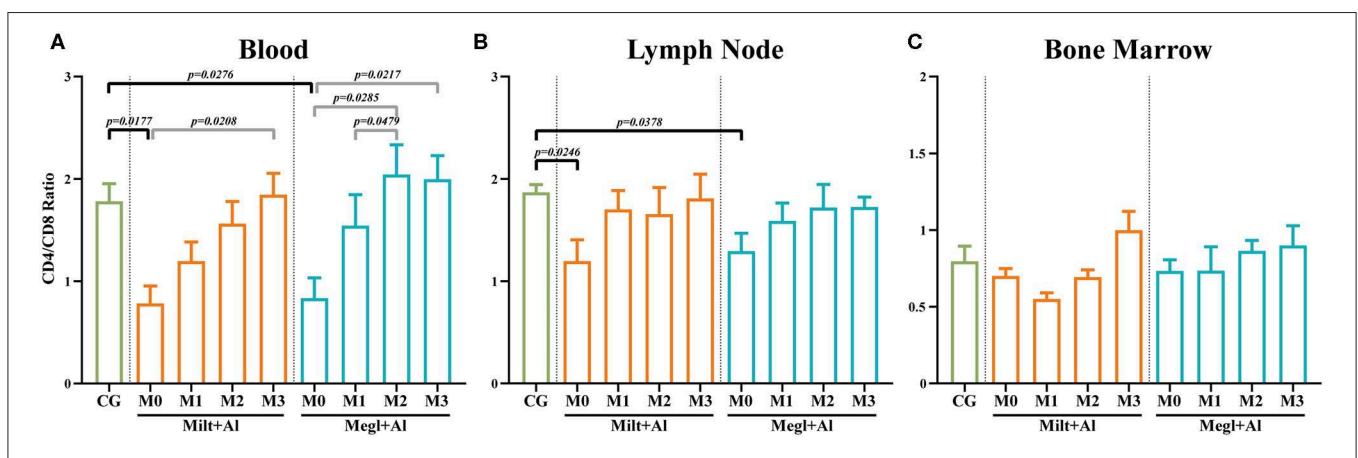 A Blood
CD4/CD8 Ratio
3
2
1
0
p=0.0276
p=0.0217
p=0.0285
p=0.0177
p=0.0208
p=0.0479
CG M0 M1 M2 M3 M0 M1 M2 M3
Milt+Al Megl+Al
B Lymph Node
3
2
1
0
p=0.0378
p=0.0246
CG M0 M1 M2 M3 M0 M1 M2 M3
Milt+Al Megl+Al
C Bone Marrow
2
1.5
1
0.5
0
CG M0 M1 M2 M3 M0 M1 M2 M3
Milt+Al Megl+Al